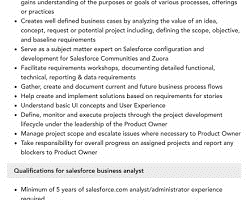 gains understanding of the purposes or goals of various processes, offerings
or practices
• Creates well defined business cases by analyzing the value of an idea,
concept, request or potential project including, defining the scope, objective,
and baseline requirements
• Serve as a subject matter expert on Salesforce configuration and
development for Salesforce Communities and Zuora
• Facilitate requirements workshops, documenting detailed functional,
technical, reporting & data requirements
• Gather, create and document current and future business process flows
• Help create and implement solutions based on requirements for stories
• Understand basic UI concepts and User Experience
• Define, monitor and execute projects through the project development
lifecycle under the leadership of the Product Owner
• Manage project scope and escalate issues where necessary to Product Owner
• Take responsibility for overall progress on assigned projects and report any
blockers to Product Owner
Qualifications for salesforce business analyst
• Minimum of 5 years of salesforce.com analyst/administrator experience
required